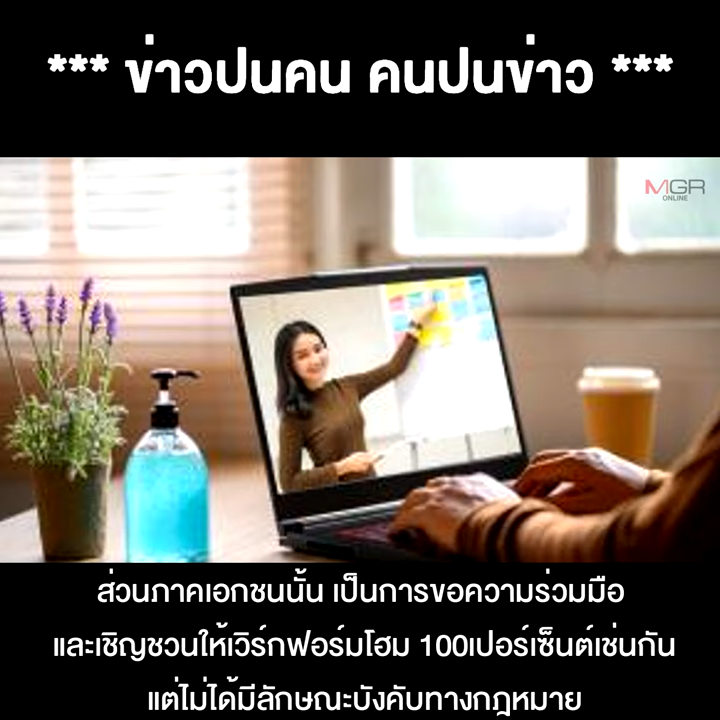 *** ข่าวปนคน คนปนข่าว ***
MGR
ONLINE
ส่วนภาคเอกชนนั้น เป็นการขอความร่วมมือ
และเชิญชวนให้เวิร์กฟอร์มโฮม 100เปอร์เซ็นต์เช่นกัน
แต่ไม่ได้มีลักษณะบังคับทางกฎหมาย